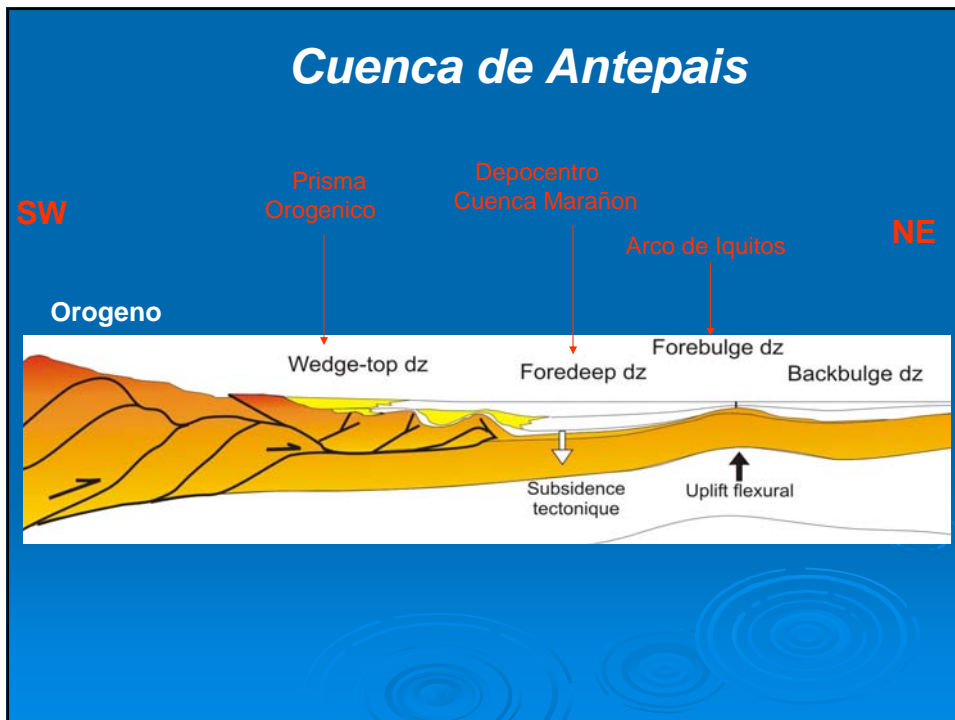 Cuenca de Antepais
Prisma
Orogenico
Depocentro
Cuenca Marañon
SW
NE
Arco de Iquitos
Orogeno
Wedge-top dz
Foredeep dz
Forebulge dz
Backbulge dz
Subsidence
tectonique
Uplift flexural